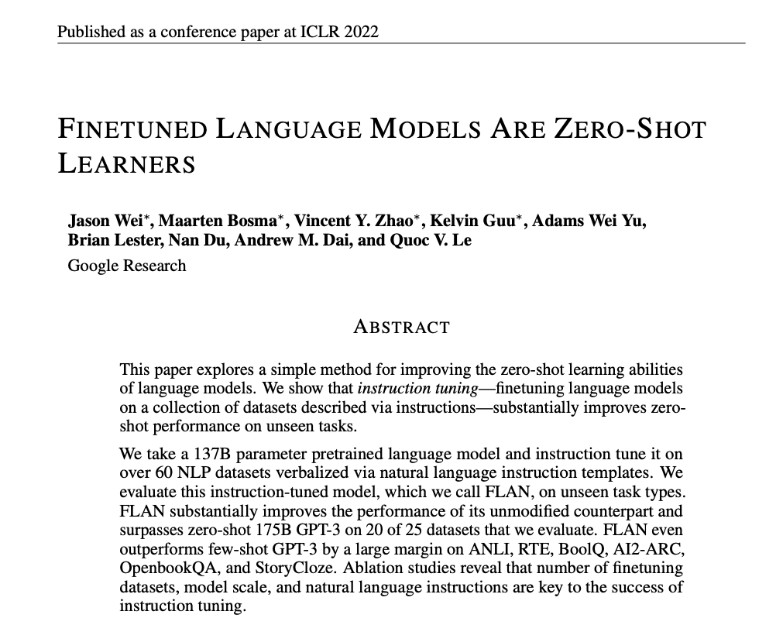 Published as a conference paper at ICLR 2022
FINETUNED LANGUAGE MODELS ARE ZERO-SHOT
LEARNERS
Jason Wei*, Maarten Bosma*, Vincent Y. Zhao*, Kelvin Guu*, Adams Wei Yu,
Brian Lester, Nan Du, Andrew M. Dai, and Quoc V. Le
Google Research
ABSTRACT
This paper explores a simple method for improving the zero-shot learning abilities
of language models. We show that instruction tuning—finetuning language models
on a collection of datasets described via instructions—substantially improves zero-
shot performance on unseen tasks.
We take a 137B parameter pretrained language model and instruction tune it on
over 60 NLP datasets verbalized via natural language instruction templates. We
evaluate this instruction-tuned model, which we call FLAN, on unseen task types.
FLAN substantially improves the performance of its unmodified counterpart and
surpasses zero-shot 175B GPT-3 on 20 of 25 datasets that we evaluate. FLAN even
outperforms few-shot GPT-3 by a large margin on ANLI, RTE, BoolQ, AI2-ARC,
OpenbookQA, and StoryCloze. Ablation studies reveal that number of finetuning
datasets, model scale, and natural language instructions are key to the success of
instruction tuning.